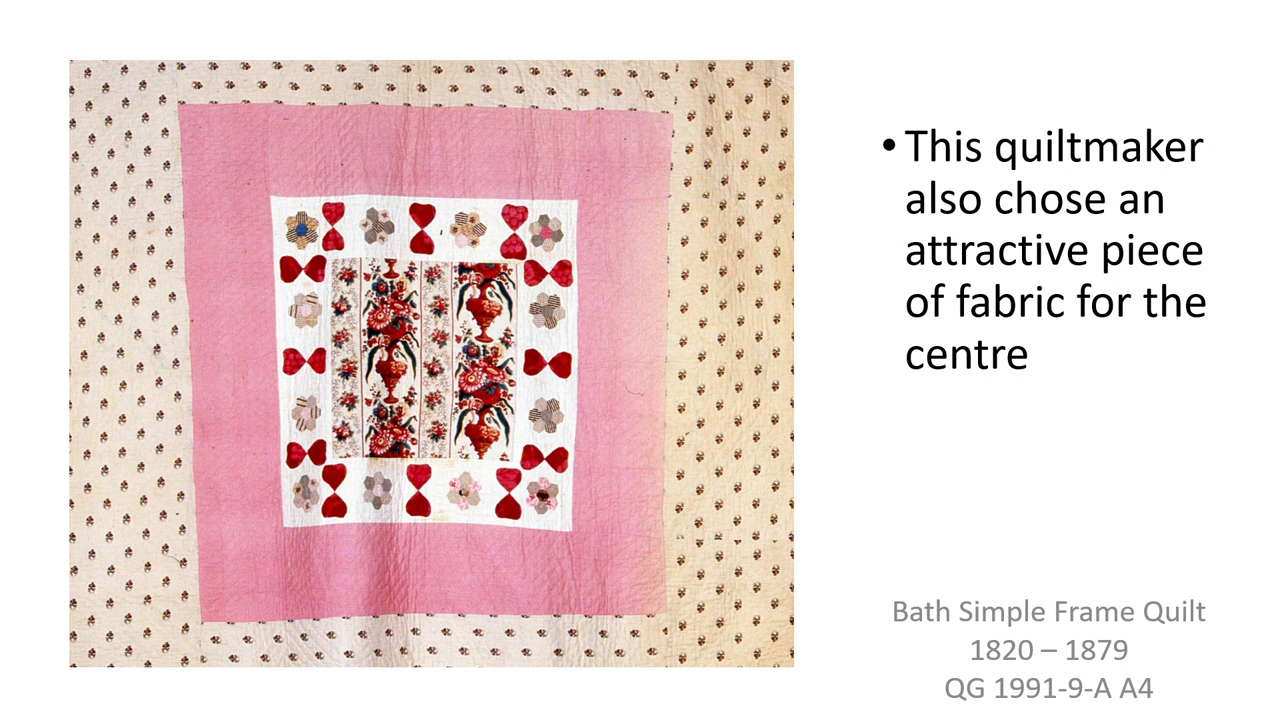 • This quiltmaker
also chose an
attractive piece
of fabric for the
centre
Bath Simple Frame Quilt
1820 – 1879
QG 1991-9-A A4